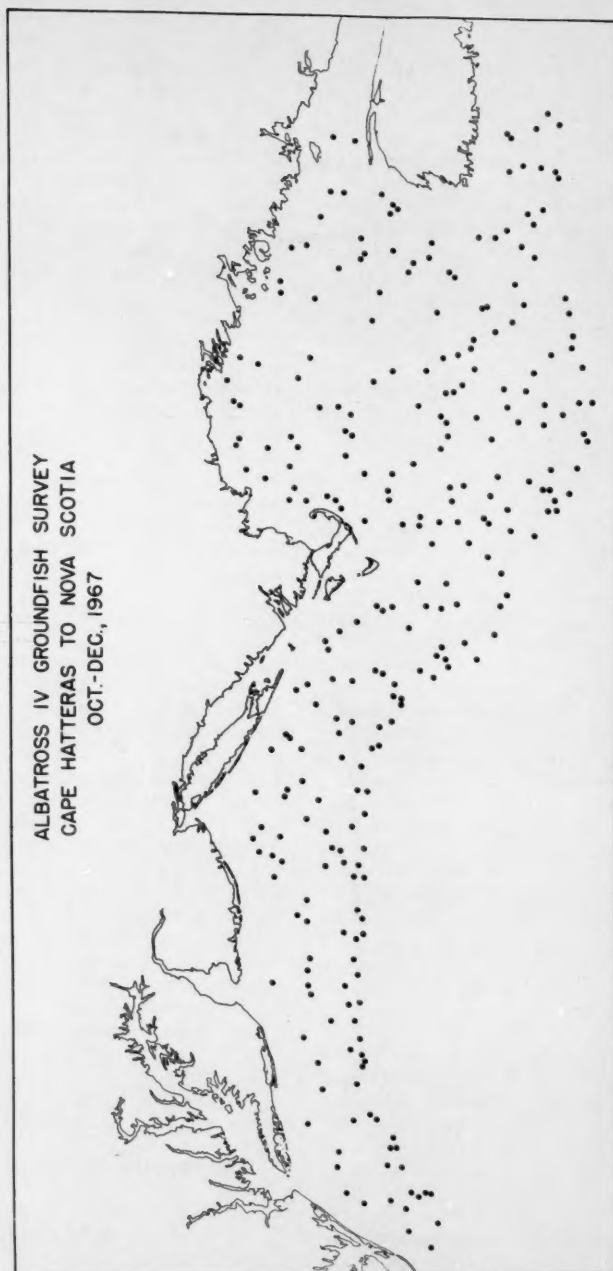 ALBATROSS IV GROUNDFISH SURVEY
CAPE HATTERAS TO NOVA SCOTIA
OCT.-DEC., 1967